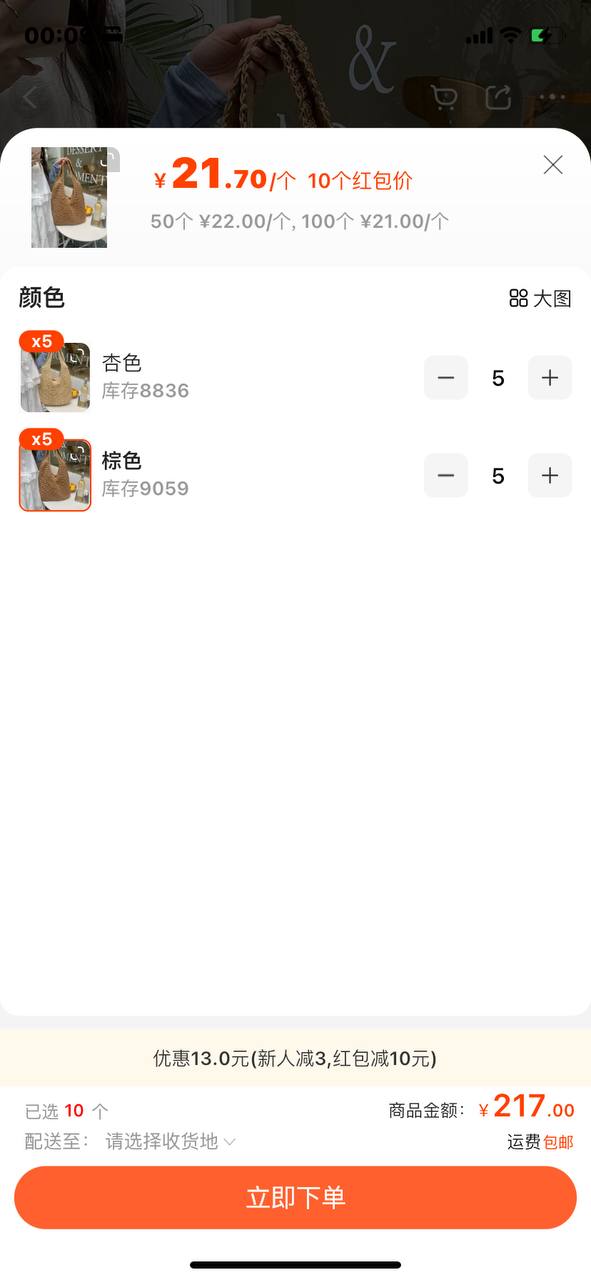 &
¥21.70/个 10个红包价
50个 ¥22.00/个, 100个 ¥21.00/个
颜色
大图
x5
杏色
库存8836
5
x5
棕色
库存9059
5
优惠13.0元(新人减3,红包减10元)
已选 10 个
商品金额： ¥217.00
配送至： 请选择收货地
运费包邮
立即下单